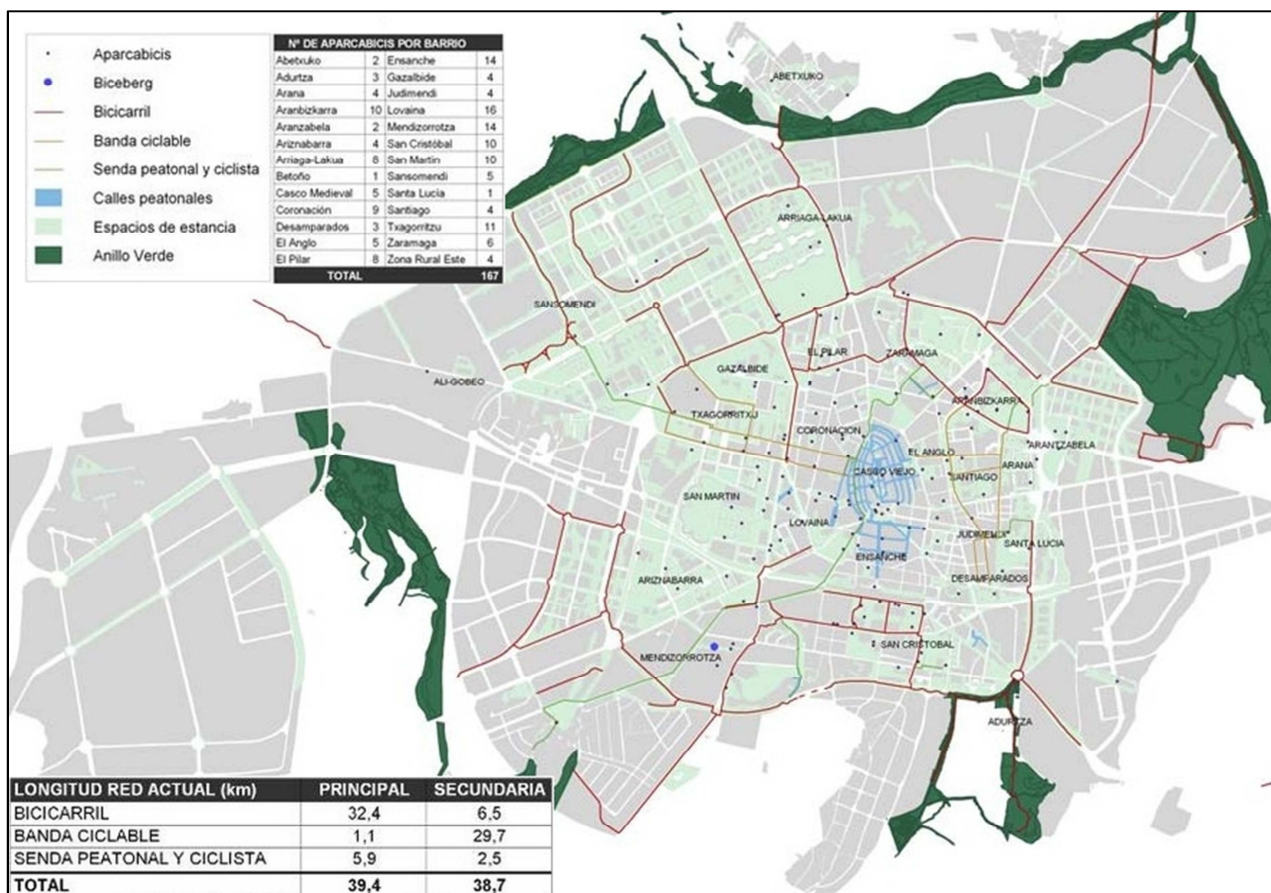 Aparcabicis
Biceberg
Bicicarril
Banda ciclable
Senda peatonal y ciclista
Calles peatonales
Espacios de estancia
Anillo Verde
Nº DE APARCABICIS POR BARRIO
Abetxuko 2 Ensanche 14
Adurtza 3 Gazalbide 4
Arana 4 Judimendi 4
Aranbizkarra 10 Lovaina 16
Aranzabela 2 Mendizorrotza 14
Ariznabarra 4 San Cristóbal 10
Arriaga-Lakua 8 San Martín 10
Betoño 1 Sansomendi 5
Casco Medieval 5 Santa Lucia 1
Coronación 9 Santiago 4
Desamparados 3 Txagorritzu 11
El Anglo 5 Zaramaga 6
El Pilar 8 Zona Rural Este 4
TOTAL 167
ABETXUKO
ARRIAGA-LAKUA
SANSOMENDI
EL PILAR
ZARAMAGA
GAZALBIDE
ALI-GOBEO
ARANBIZKARRA
TXAGORRITXU
CORONACION
ARANTZABELA
EL ANGLO
CASCO VIEJO
ARANA
SANTIAGO
SAN MARTIN
LOVAINA
JUDIMENDI
SANTA LUCIA
ENSANCHE
ARIZNABARRA
DESAMPARADOS
SAN CRISTOBAL
MENDIZORROTZA
ADURTZA
LONGITUD RED ACTUAL (km) PRINCIPAL SECUNDARIA
BICICARRIL 32,4 6,5
BANDA CICLABLE 1,1 29,7
SENDA PEATONAL Y CICLISTA 5,9 2,5
TOTAL 39,4 38,7